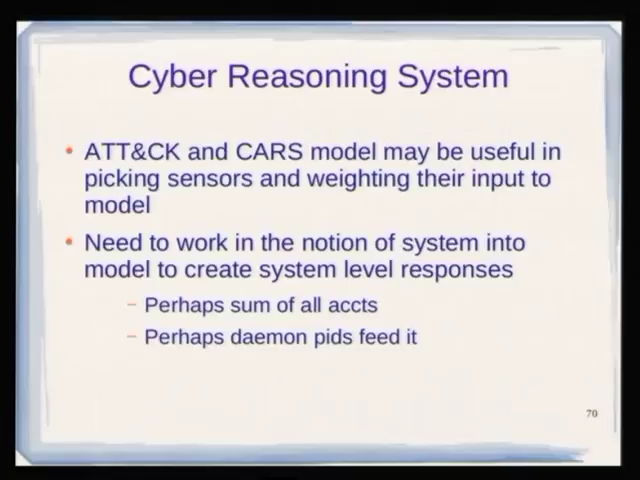 Cyber Reasoning System
• ATT&CK and CARS model may be useful in
picking sensors and weighting their input to
model
• Need to work in the notion of system into
model to create system level responses
– Perhaps sum of all accts
– Perhaps daemon pids feed it
70